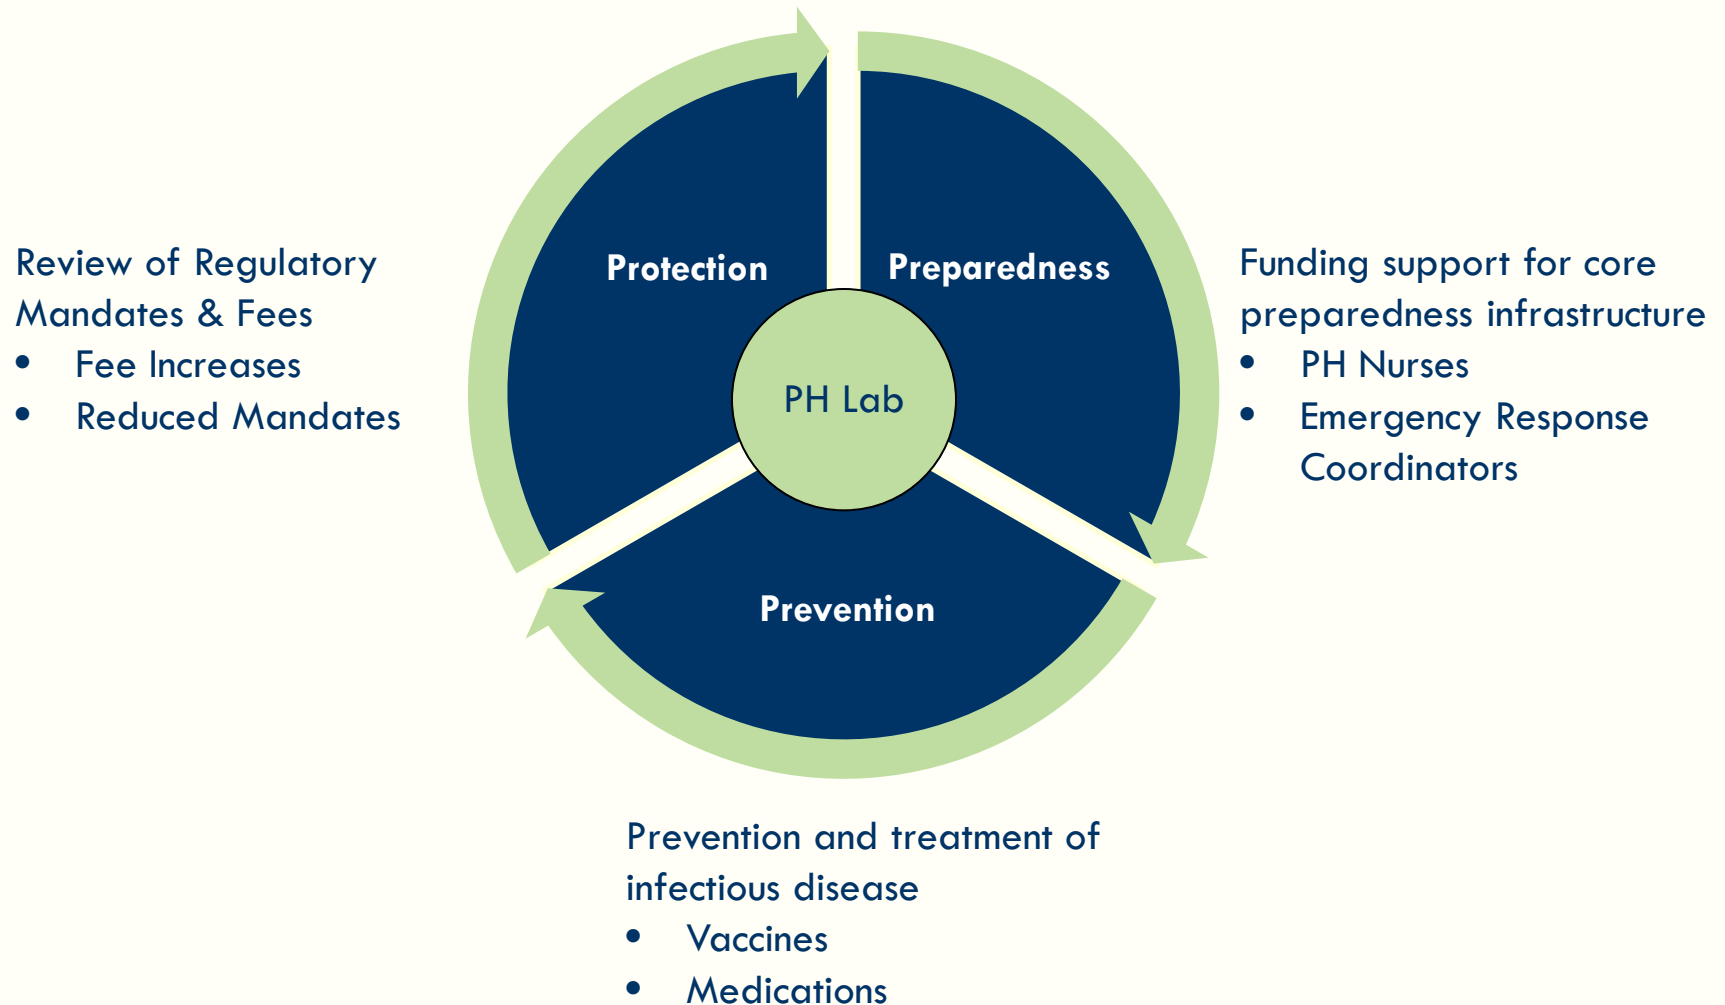 Protection
Preparedness
PH Lab
Prevention
Review of Regulatory
Mandates & Fees
• Fee Increases
• Reduced Mandates
Funding support for core
preparedness infrastructure
• PH Nurses
• Emergency Response
Coordinators
Prevention and treatment of
infectious disease
• Vaccines
• Medications